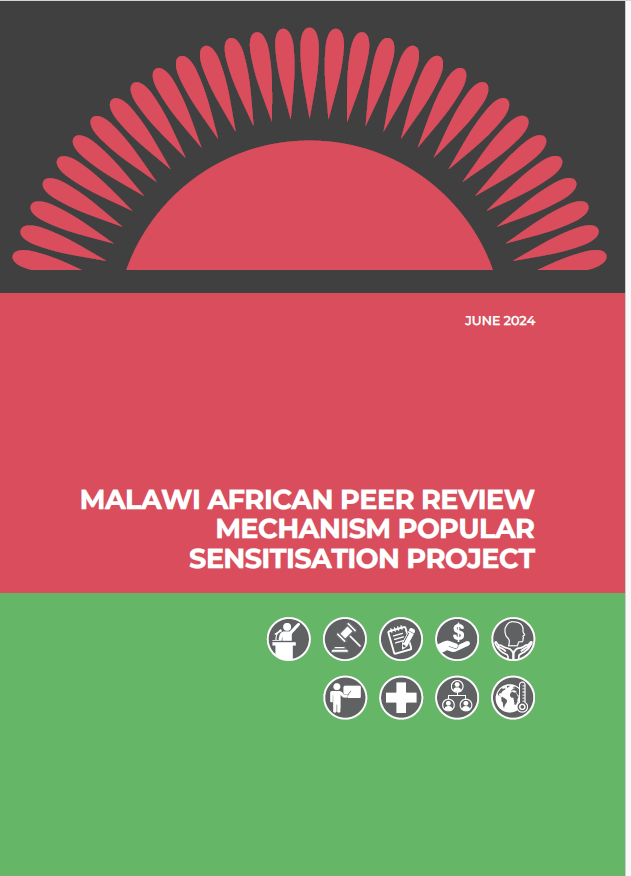 JUNE 2024
MALAWI AFRICAN PEER REVIEW
MECHANISM POPULAR
SENSITISATION PROJECT
$